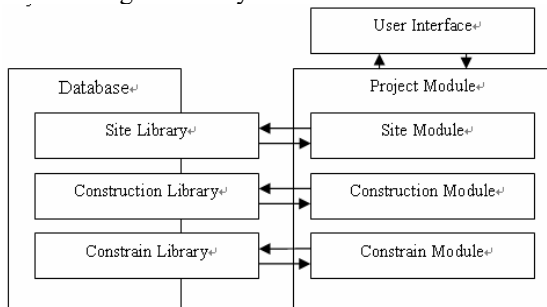 User Interface↵
Database↵
Project Module↵
Site Library↵
Site Module↵
Construction Library↵
Construction Module↵
Constrain Library↵
Constrain Module↵